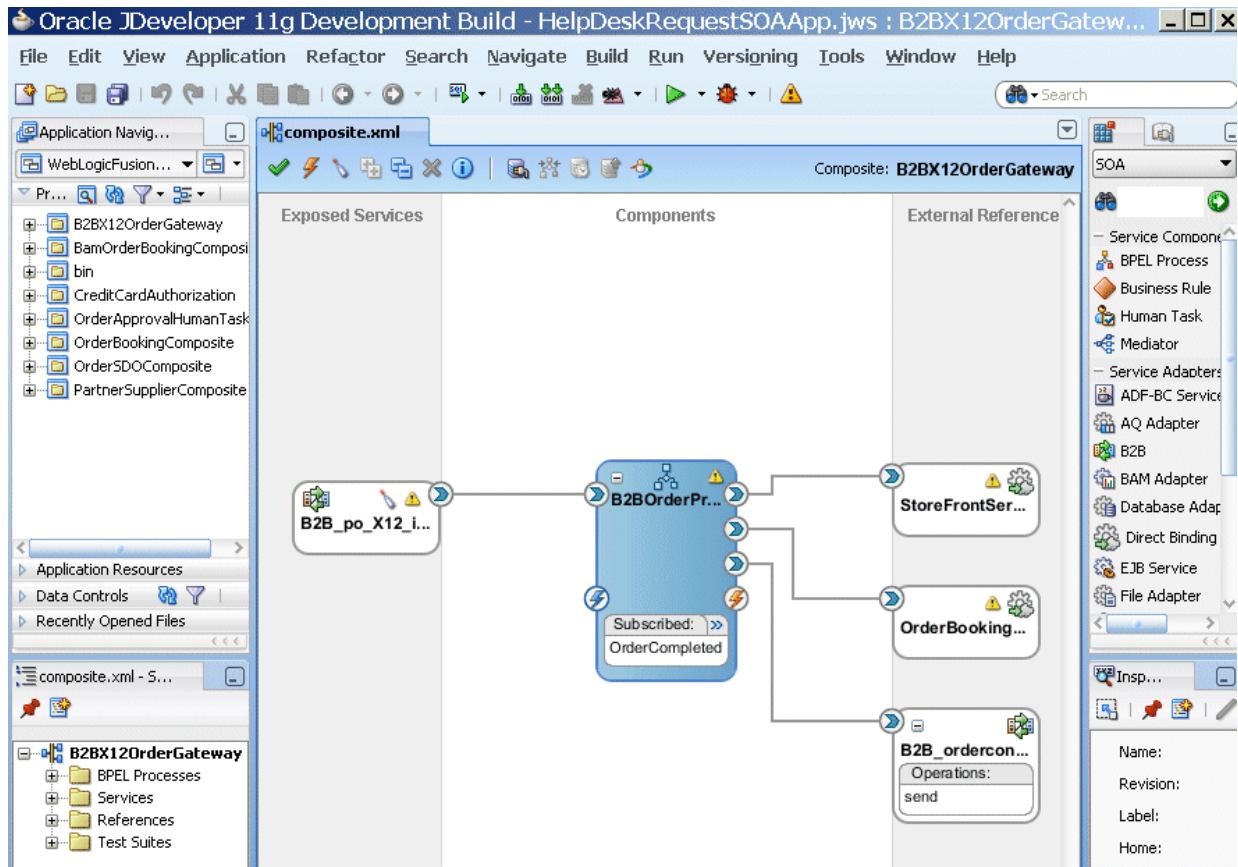 Oracle JDeveloper 11g Development Build - HelpDeskRequestSOAApp.jws : B2BX12OrderGatew...
File Edit View Application Refactor Search Navigate Build Run Versioning Tools Window Help
Search
Application Navig...
WebLogicFusion...
Pr...
B2BX12OrderGateway
BamOrderBookingComposi
bin
CreditCardAuthorization
OrderApprovalHumanTask
OrderBookingComposite
OrderSDOComposite
PartnerSupplierComposite
Application Resources
Data Controls
Recently Opened Files
composite.xml - S...
B2BX12OrderGateway
BPEL Processes
Services
References
Test Suites
composite.xml
Composite: B2BX12OrderGateway
Exposed Services
Components
External Reference
B2B_po_X12_i...
B2BOrderPr...
Subscribed:
OrderCompleted
StoreFrontSer...
OrderBooking...
B2B_ordercon...
Operations:
send
SOA
Service Compone
BPEL Process
Business Rule
Human Task
Mediator
Service Adapters
ADF-BC Service
AQ Adapter
B2B
BAM Adapter
Database Adap
Direct Binding
EJB Service
File Adapter
Insp...
Name:
Revision:
Label:
Home: